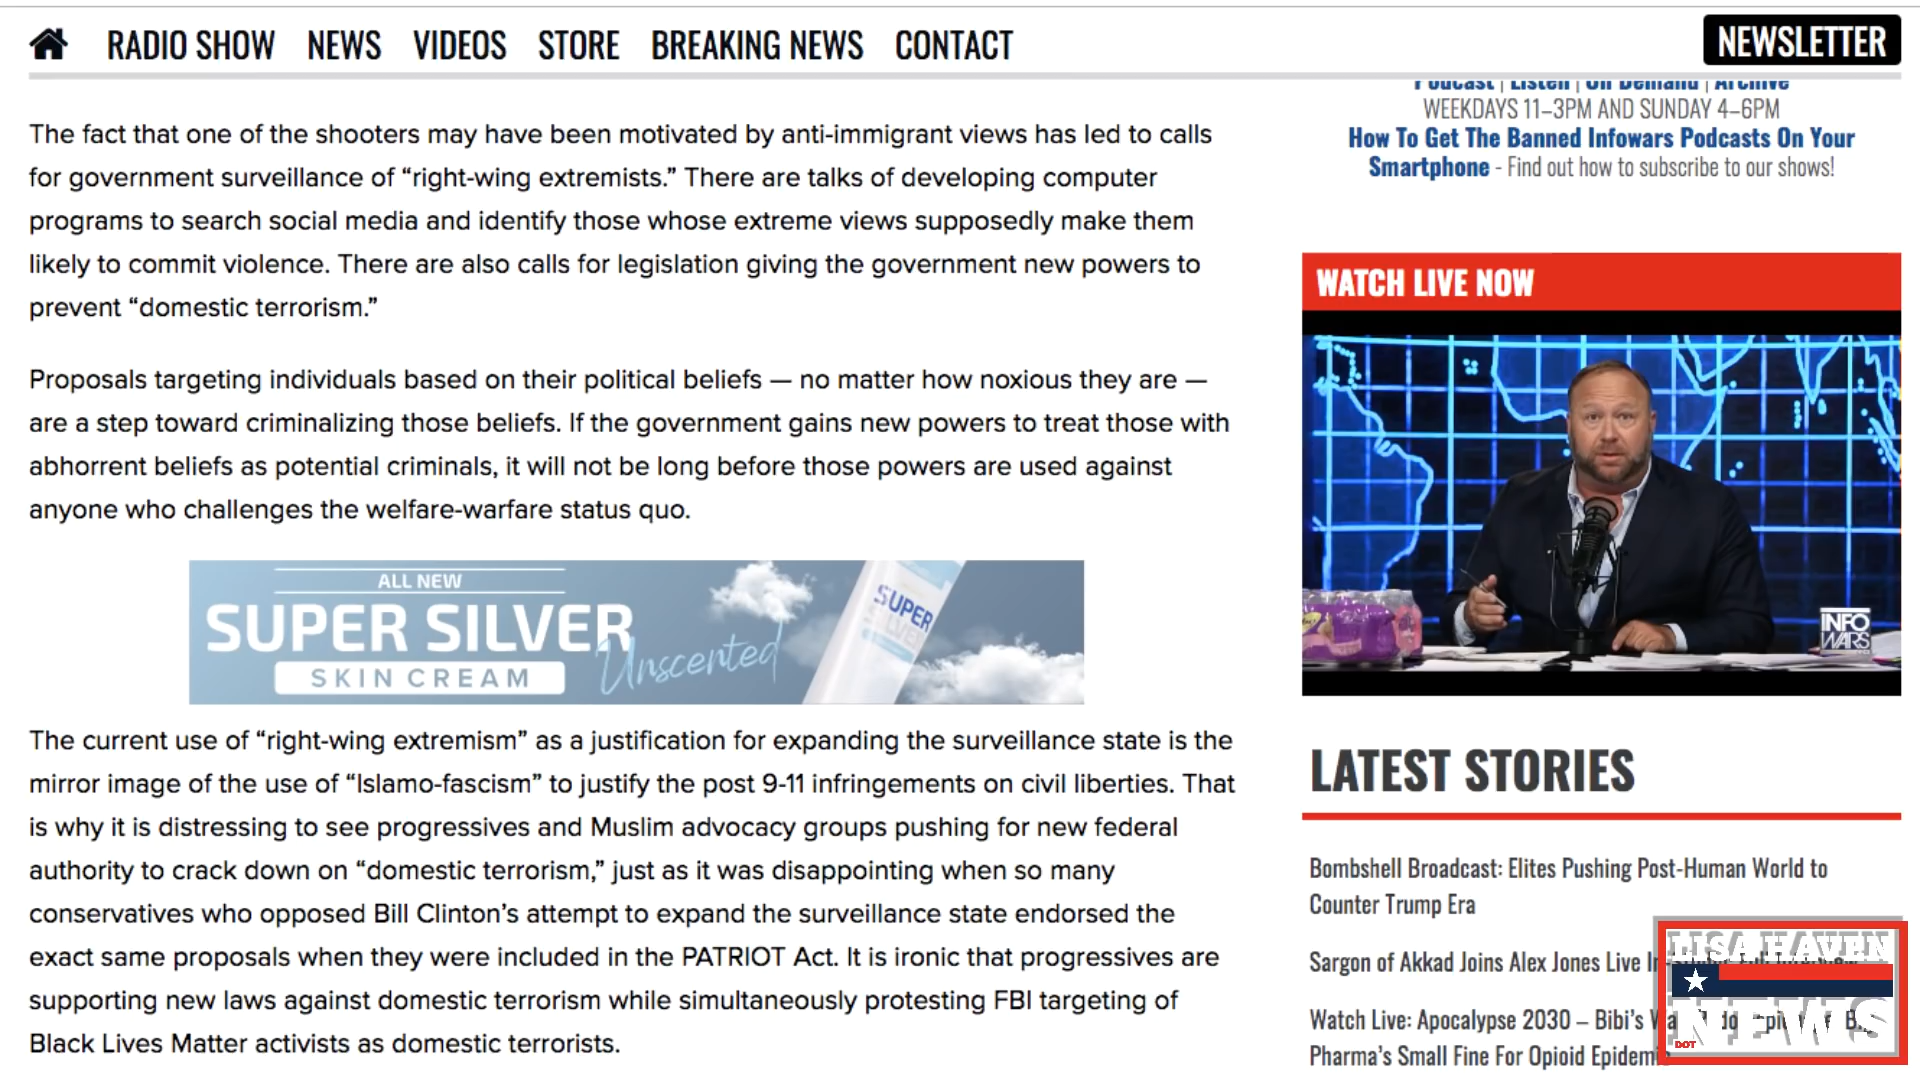 RADIO SHOW NEWS VIDEOS STORE BREAKING NEWS CONTACT
NEWSLETTER
The fact that one of the shooters may have been motivated by anti-immigrant views has led to calls
for government surveillance of “right-wing extremists.” There are talks of developing computer
programs to search social media and identify those whose extreme views supposedly make them
likely to commit violence. There are also calls for legislation giving the government new powers to
prevent “domestic terrorism.”
Proposals targeting individuals based on their political beliefs — no matter how noxious they are —
are a step toward criminalizing those beliefs. If the government gains new powers to treat those with
abhorrent beliefs as potential criminals, it will not be long before those powers are used against
anyone who challenges the welfare-warfare status quo.
ALL NEW
SUPER SILVER
SKIN CREAM
Unscented
SUPER
SILVER
The current use of “right-wing extremism” as a justification for expanding the surveillance state is the
mirror image of the use of “Islamo-fascism” to justify the post 9-11 infringements on civil liberties. That
is why it is distressing to see progressives and Muslim advocacy groups pushing for new federal
authority to crack down on “domestic terrorism,” just as it was disappointing when so many
conservatives who opposed Bill Clinton’s attempt to expand the surveillance state endorsed the
exact same proposals when they were included in the PATRIOT Act. It is ironic that progressives are
supporting new laws against domestic terrorism while simultaneously protesting FBI targeting of
Black Lives Matter activists as domestic terrorists.
Podcast | Listen | On Demand | Archive
WEEKDAYS 11–3PM AND SUNDAY 4–6PM
How To Get The Banned Infowars Podcasts On Your
Smartphone - Find out how to subscribe to our shows!
WATCH LIVE NOW
INFO
WARS
LATEST STORIES
Bombshell Broadcast: Elites Pushing Post-Human World to
Counter Trump Era
Sargon of Akkad Joins Alex Jones Live
Watch Live: Apocalypse 2030 – Bibi’s
Pharma’s Small Fine For Opioid
LISA HAVEN
DOT
NEWS